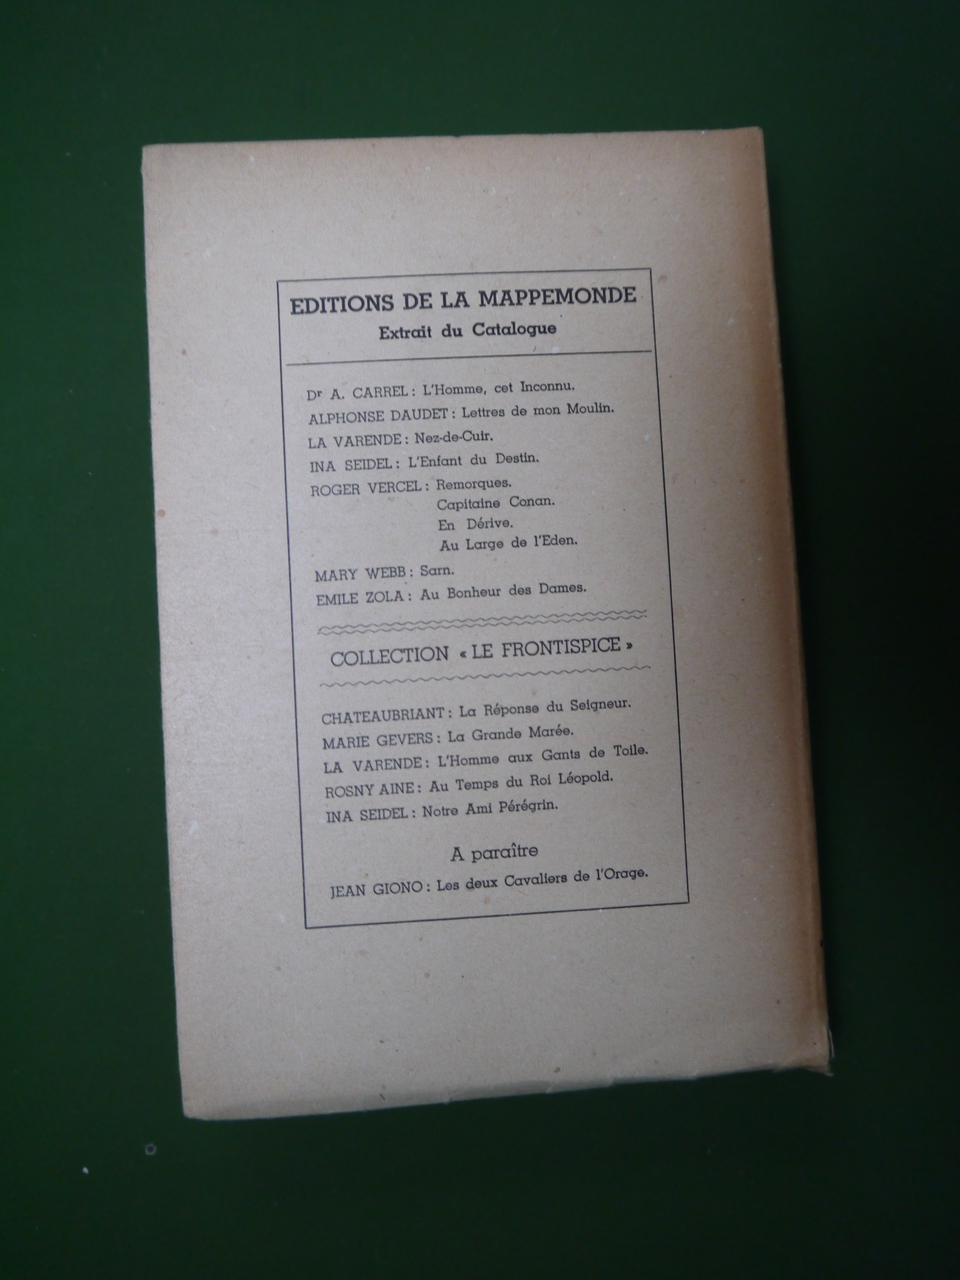 EDITIONS DE LA MAPPEMONDE
Extrait du Catalogue
Dr A. CARREL : L'Homme, cet Inconnu.
ALPHONSE DAUDET : Lettres de mon Moulin.
LA VARENDE : Nez-de-Cuir.
INA SEIDEL : L'Enfant du Destin.
ROGER VERCEL : Remorques.
Capitaine Conan.
En Dérive.
Au Large de l'Eden.
MARY WEBB : Sarn.
EMILE ZOLA : Au Bonheur des Dames.
COLLECTION « LE FRONTISPICE »
CHATEAUBRIANT : La Réponse du Seigneur.
MARIE GEVERS : La Grande Marée.
LA VARENDE : L'Homme aux Gants de Toile.
ROSNY AINE : Au Temps du Roi Léopold.
INA SEIDEL : Notre Ami Pérégrin.
A paraître
JEAN GIONO : Les deux Cavaliers de l'Orage.